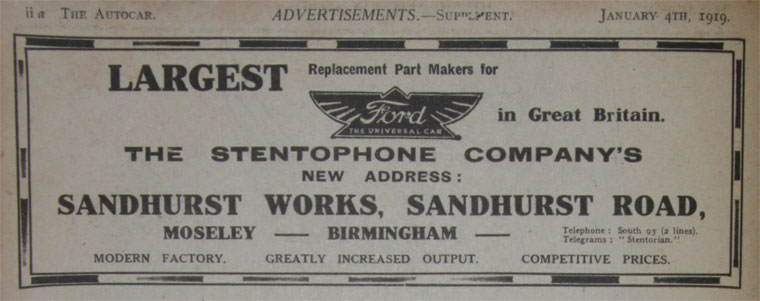 ii a THE AUTOCAR. ADVERTISEMENTS.—SUPPLEMENT. JANUARY 4TH, 1919.
LARGEST Replacement Part Makers for
Ford
THE UNIVERSAL CAR
in Great Britain.
THE STENTOPHONE COMPANY'S
NEW ADDRESS:
SANDHURST WORKS, SANDHURST ROAD,
MOSELEY — BIRMINGHAM —
Telephone: South 93 (2 lines).
Telegrams: "Stentorian."
MODERN FACTORY. GREATLY INCREASED OUTPUT. COMPETITIVE PRICES.